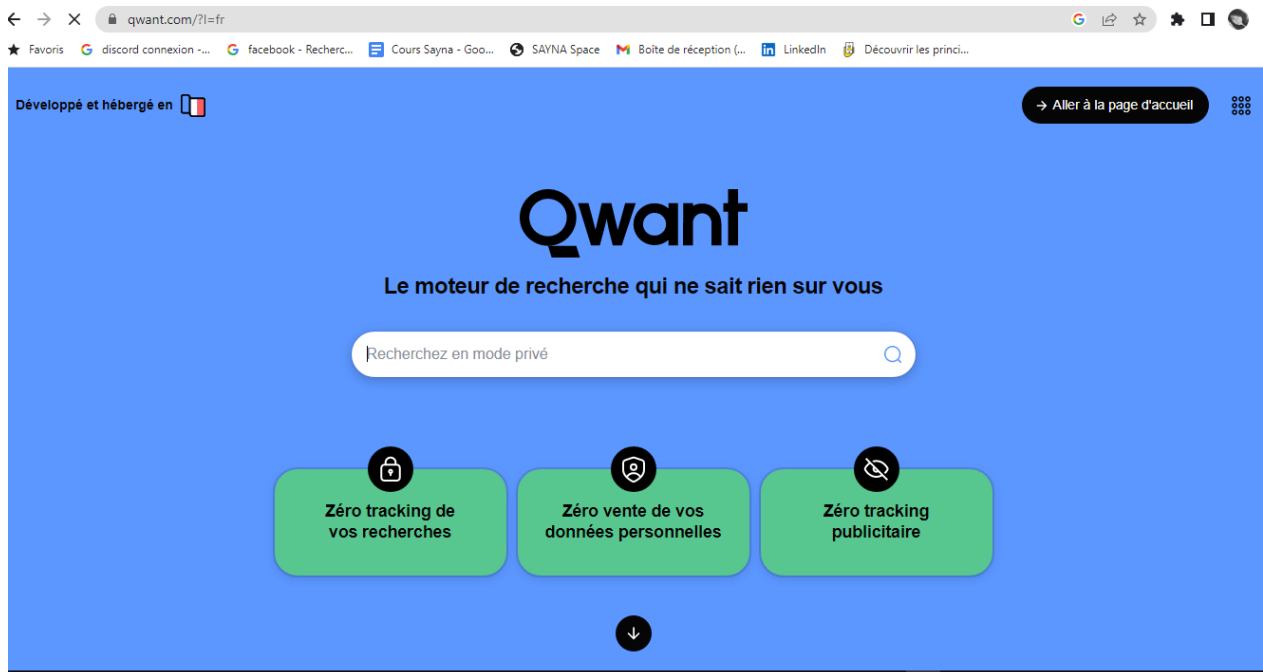 qwant.com/?l=fr
Favoris discord connexion -... facebook - Recherc... Cours Sayna - Goo... SAYNA Space Boîte de réception (... LinkedIn Découvrir les princi...
Développé et hébergé en
→ Aller à la page d'accueil
Qwant
Le moteur de recherche qui ne sait rien sur vous
Recherchez en mode privé
Zéro tracking de
vos recherches
Zéro vente de vos
données personnelles
Zéro tracking
publicitaire